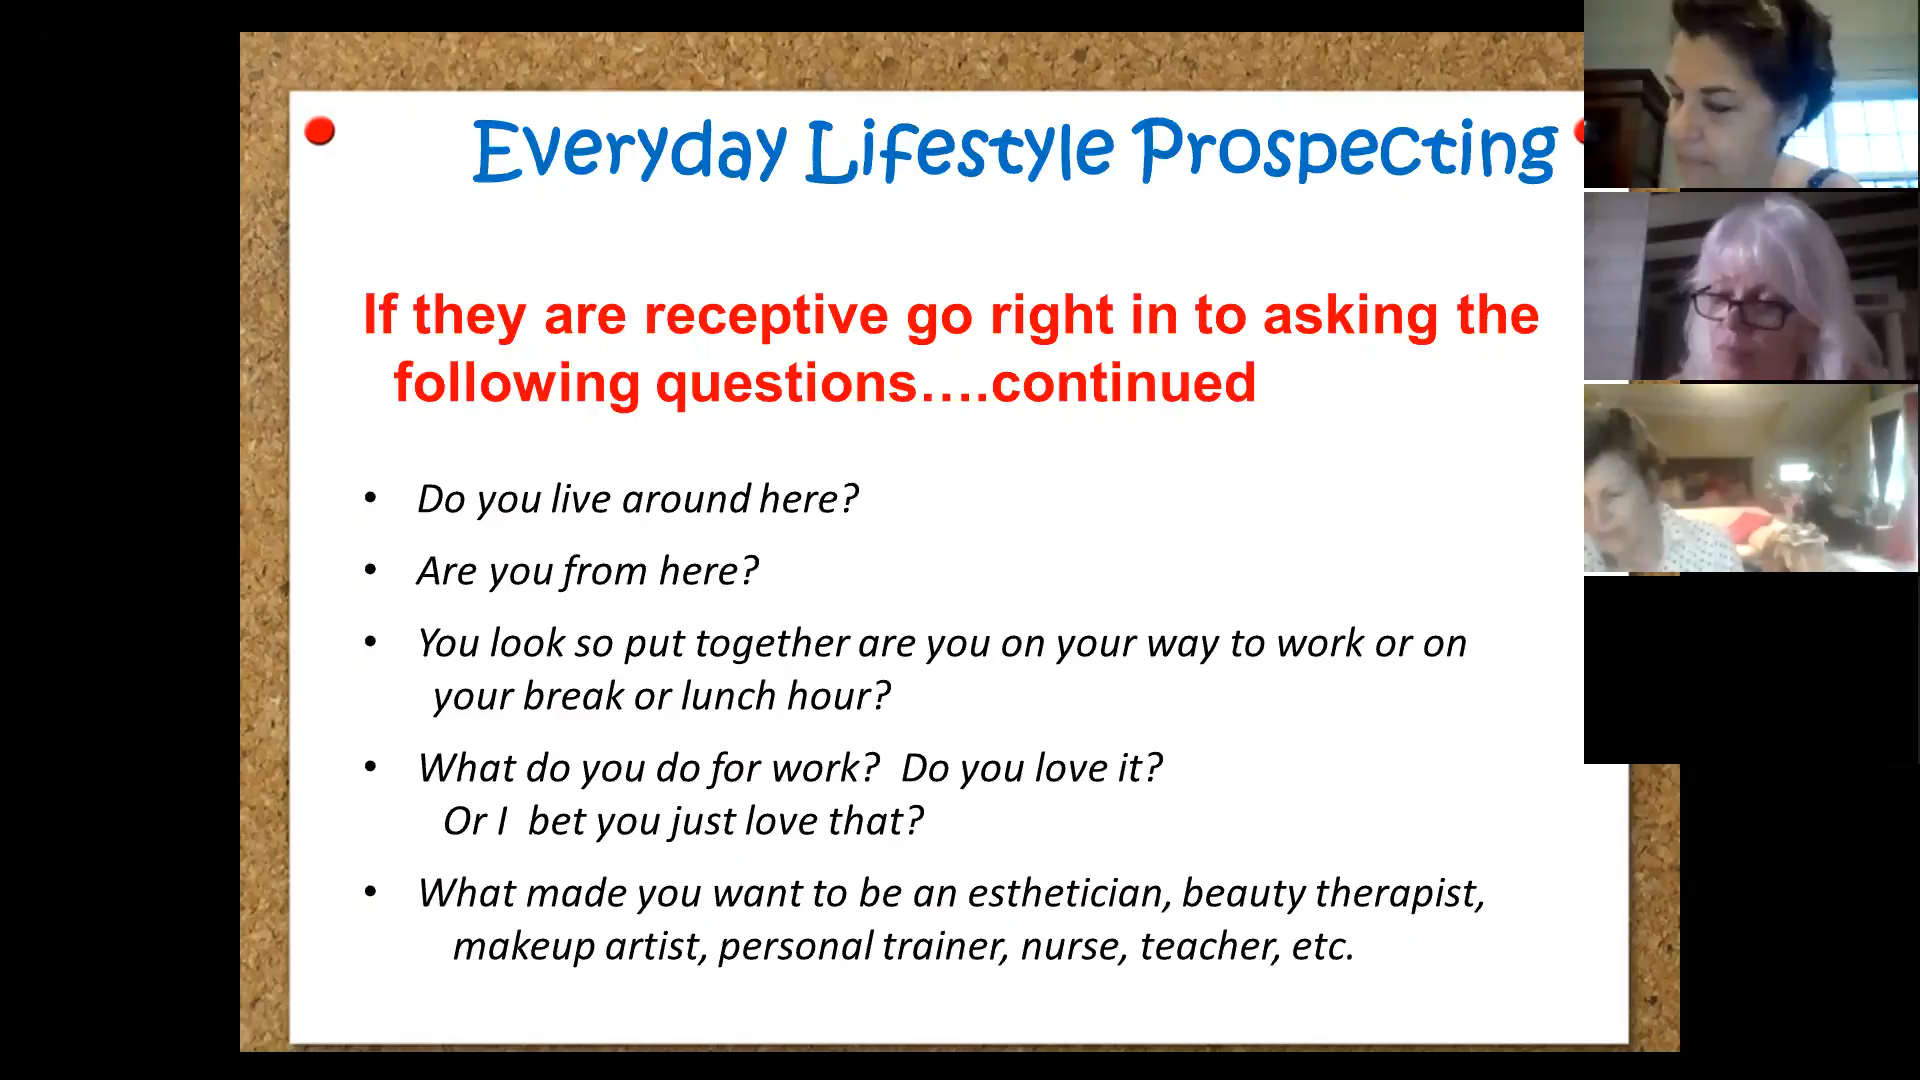 Everyday Lifestyle Prospecting
If they are receptive go right in to asking the
following questions….continued
• Do you live around here?
• Are you from here?
• You look so put together are you on your way to work or on
your break or lunch hour?
• What do you do for work? Do you love it?
Or I bet you just love that?
• What made you want to be an esthetician, beauty therapist,
makeup artist, personal trainer, nurse, teacher, etc.